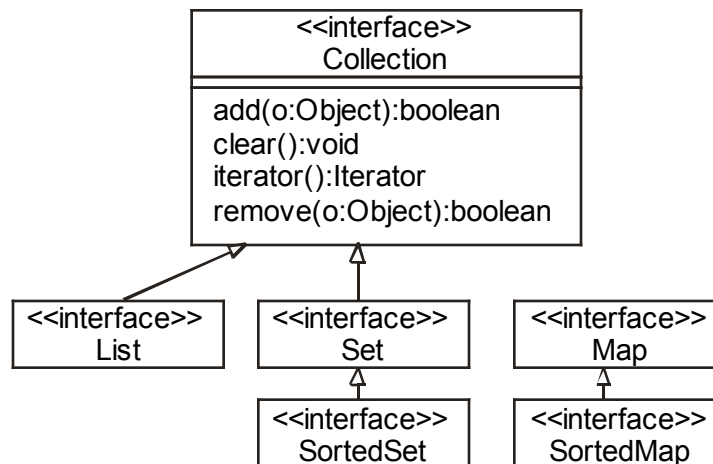 <<interface>>
Collection
add(o:Object):boolean
clear():void
iterator():Iterator
remove(o:Object):boolean
<<interface>>
List
<<interface>>
Set
<<interface>>
Map
<<interface>>
SortedSet
<<interface>>
SortedMap